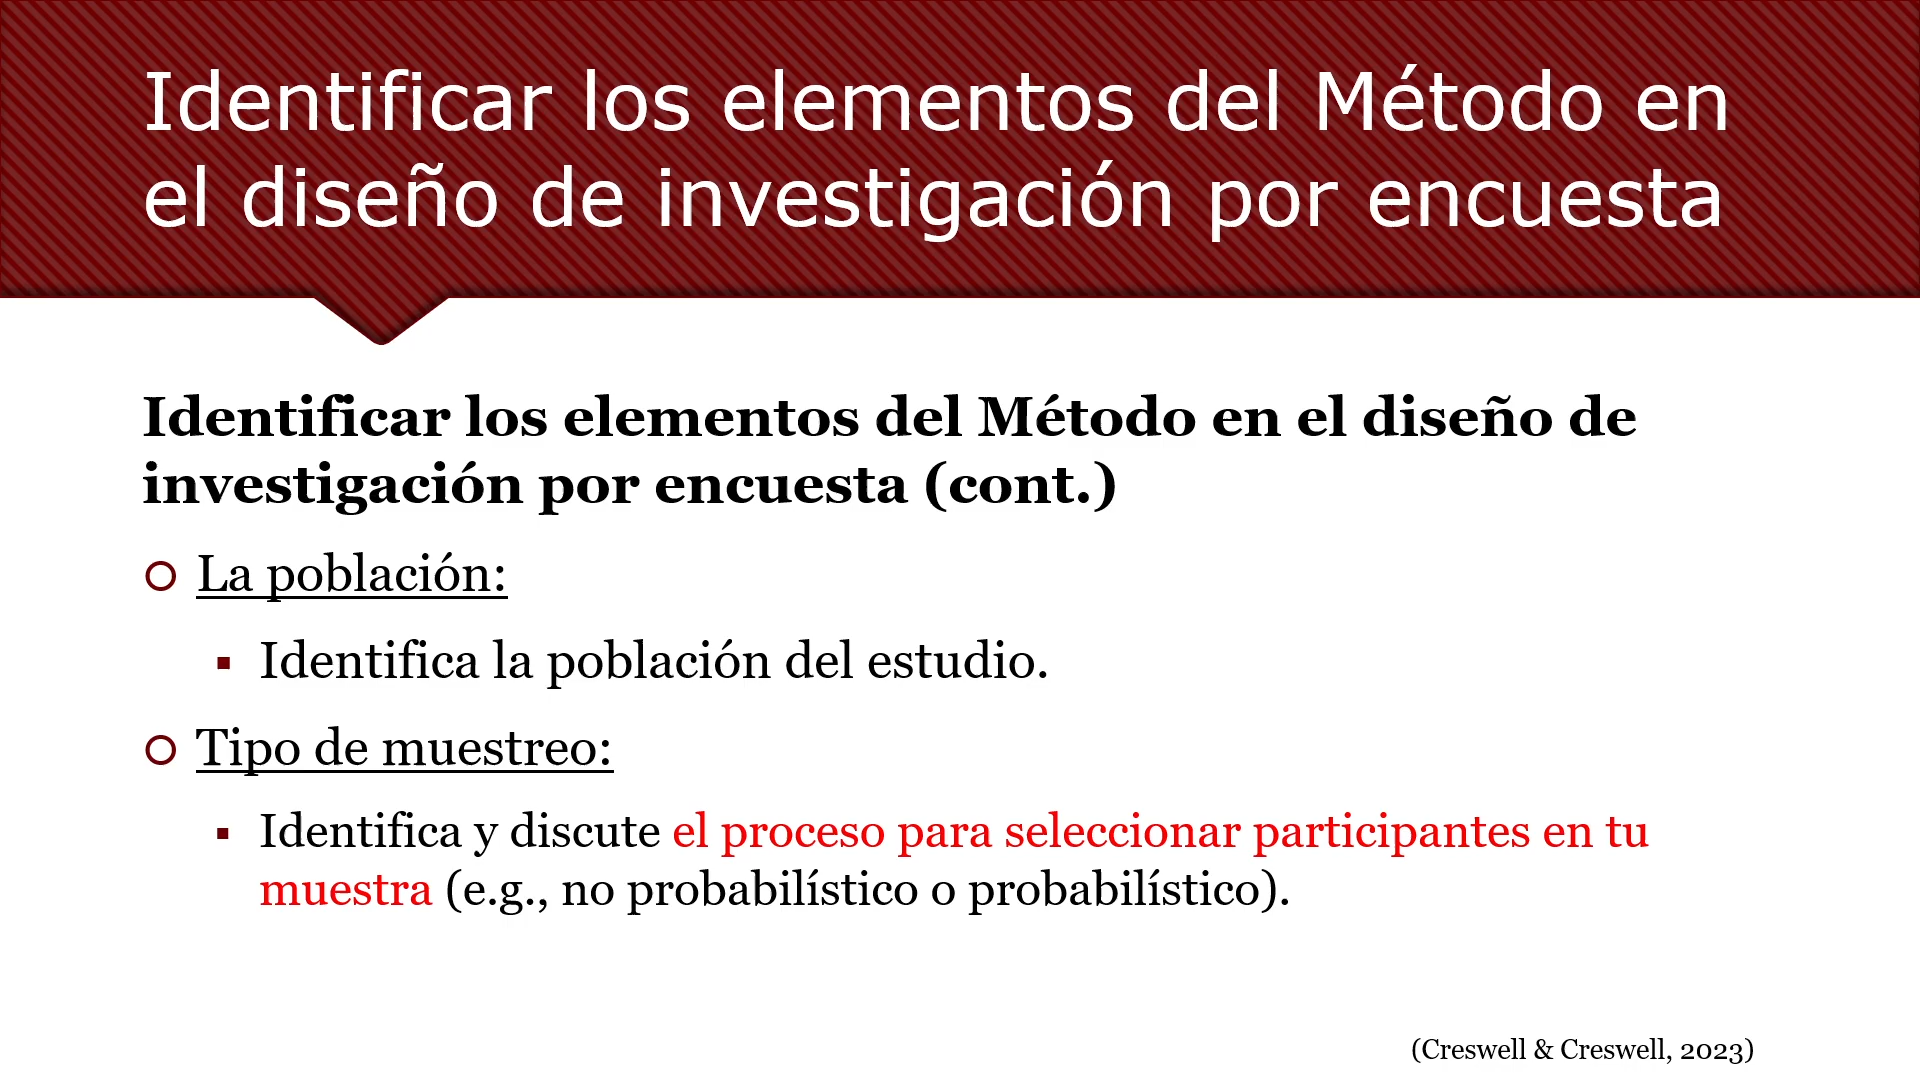 Identificar los elementos del Método en
el diseño de investigación por encuesta
Identificar los elementos del Método en el diseño de
investigación por encuesta (cont.)
La población:
Identifica la población del estudio.
Tipo de muestreo:
Identifica y discute el proceso para seleccionar participantes en tu
muestra (e.g., no probabilístico o probabilístico).
(Creswell & Creswell, 2023)